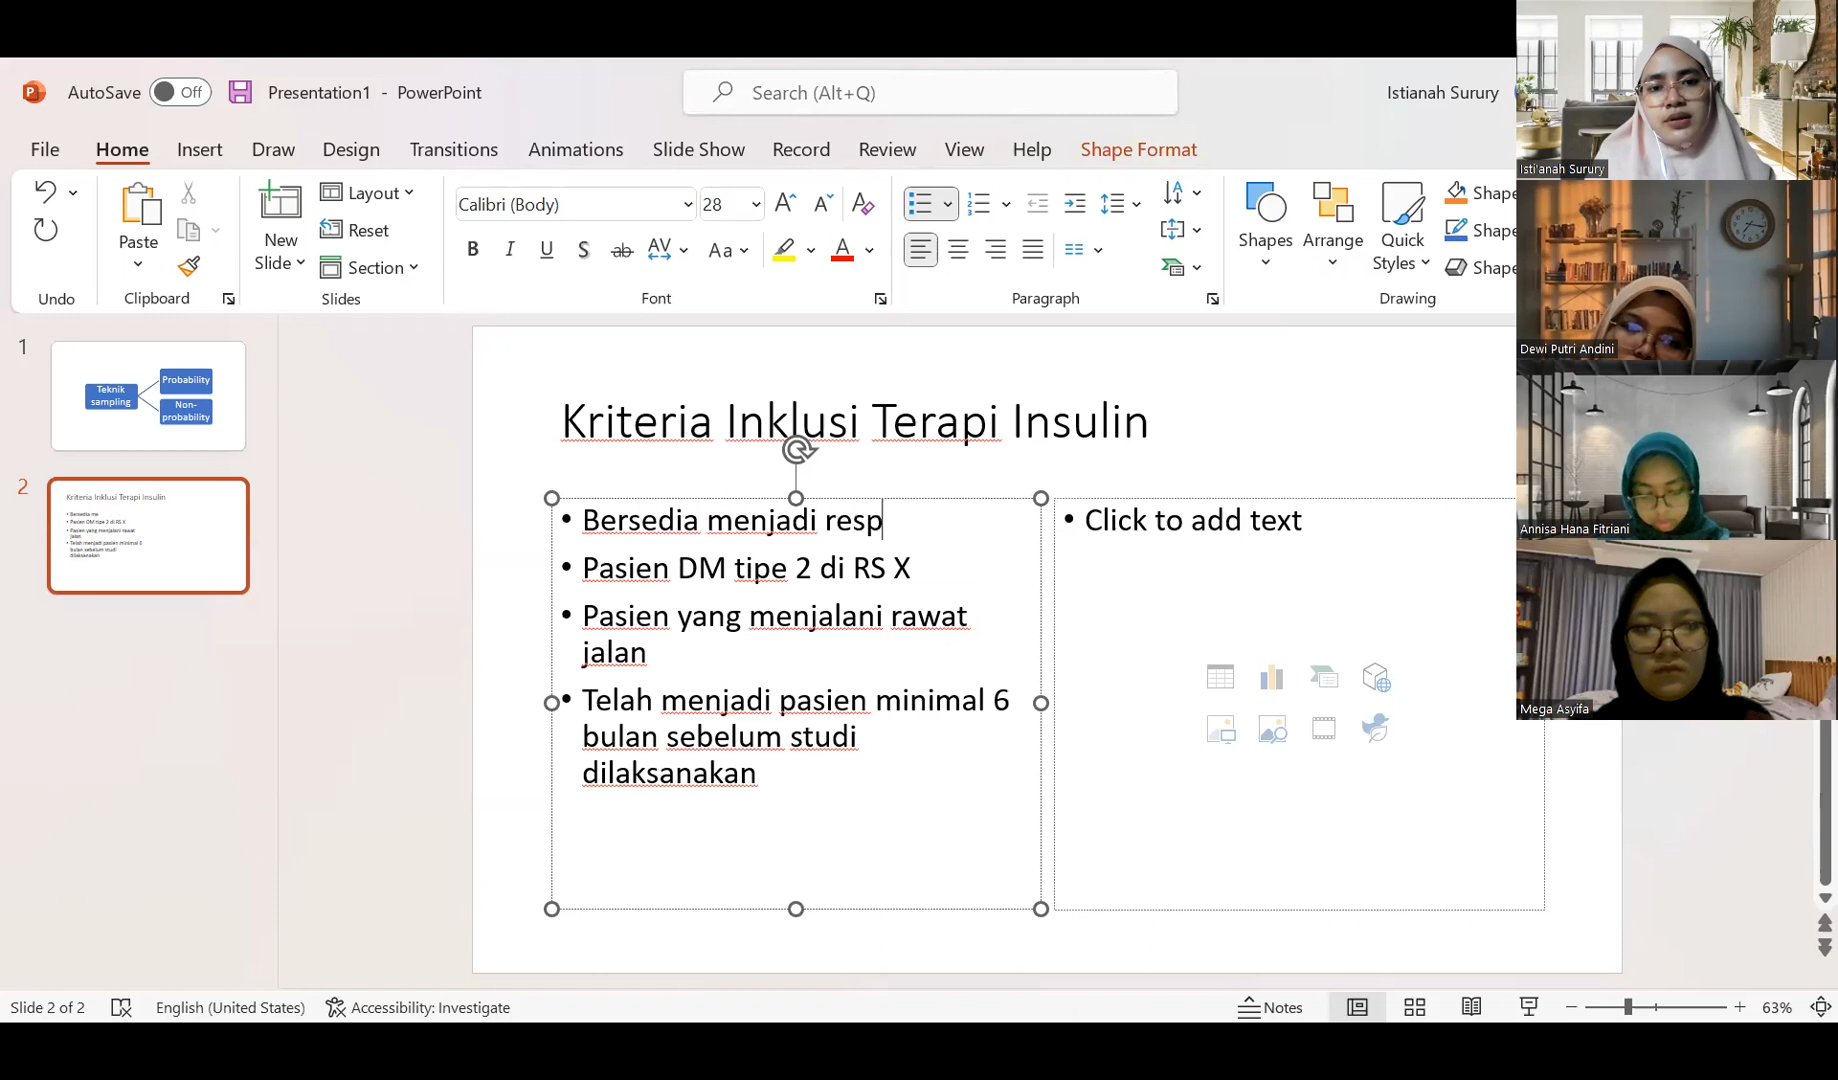 AutoSave Off Presentation1 - PowerPoint Search (Alt+Q) Istianah Surury
File Home Insert Draw Design Transitions Animations Slide Show Record Review View Help Shape Format
Undo
Paste
Clipboard
New Slide
Layout
Reset
Section
Slides
Calibri (Body) 28
Font
Paragraph
Shapes
Arrange
Quick Styles
Shape
Shape
Shape
Drawing
1
Teknik sampling
Probability
Non-probability
2
Kriteria Inklusi Terapi Insulin
Bersedia me
Pasien DM tipe 2 di RS X
Pasien yang menjalani rawat
jalan
Telah menjadi pasien minimal 6
bulan sebelum studi
dilaksanakan
Kriteria Inklusi Terapi Insulin
• Bersedia menjadi resp
• Pasien DM tipe 2 di RS X
• Pasien yang menjalani rawat
jalan
• Telah menjadi pasien minimal 6
bulan sebelum studi
dilaksanakan
• Click to add text
Isti'anah Surury
Dewi Putri Andini
Annisa Hana Fitriani
Mega Asyifa
Slide 2 of 2 English (United States) Accessibility: Investigate Notes 63%